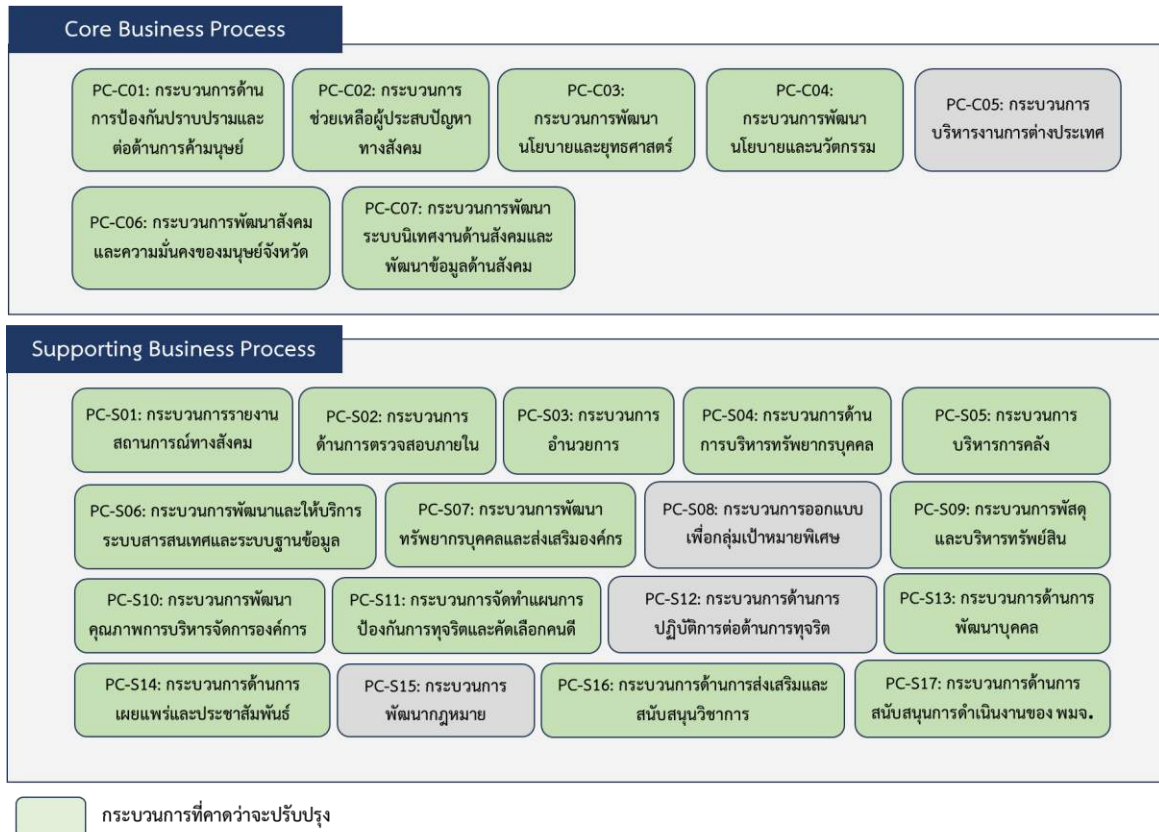 Core Business Process
PC-C01: กระบวนการด้าน
การป้องกันปราบปรามและ
ต่อต้านการค้ามนุษย์
PC-C02: กระบวนการ
ช่วยเหลือผู้ประสบปัญหา
ทางสังคม
PC-C03:
กระบวนการพัฒนา
นโยบายและยุทธศาสตร์
PC-C04:
กระบวนการพัฒนา
นโยบายและนวัตกรรม
PC-C05: กระบวนการ
บริหารงานการต่างประเทศ
PC-C06: กระบวนการพัฒนาสังคม
และความมั่นคงของมนุษย์จังหวัด
PC-C07: กระบวนการพัฒนา
ระบบนิเทศงานด้านสังคมและ
พัฒนาข้อมูลด้านสังคม
Supporting Business Process
PC-S01: กระบวนการรายงาน
สถานการณ์ทางสังคม
PC-S02: กระบวนการ
ด้านการตรวจสอบภายใน
PC-S03: กระบวนการ
อำนวยการ
PC-S04: กระบวนการด้าน
การบริหารทรัพยากรบุคคล
PC-S05: กระบวนการ
บริหารการคลัง
PC-S06: กระบวนการพัฒนาและให้บริการ
ระบบสารสนเทศและระบบฐานข้อมูล
PC-S07: กระบวนการพัฒนา
ทรัพยากรบุคคลและส่งเสริมองค์กร
PC-S08: กระบวนการออกแบบ
เพื่อกลุ่มเป้าหมายพิเศษ
PC-S09: กระบวนการพัสดุ
และบริหารทรัพย์สิน
PC-S10: กระบวนการพัฒนา
คุณภาพการบริหารจัดการองค์การ
PC-S11: กระบวนการจัดทำแผนการ
ป้องกันการทุจริตและคัดเลือกคนดี
PC-S12: กระบวนการด้านการ
ปฏิบัติการต่อต้านการทุจริต
PC-S13: กระบวนการด้านการ
พัฒนาบุคคล
PC-S14: กระบวนการด้านการ
เผยแพร่และประชาสัมพันธ์
PC-S15: กระบวนการ
พัฒนากฎหมาย
PC-S16: กระบวนการด้านการส่งเสริมและ
สนับสนุนวิชาการ
PC-S17: กระบวนการด้านการ
สนับสนุนการดำเนินงานของ พมจ.
กระบวนการที่คาดว่าจะปรับปรุง